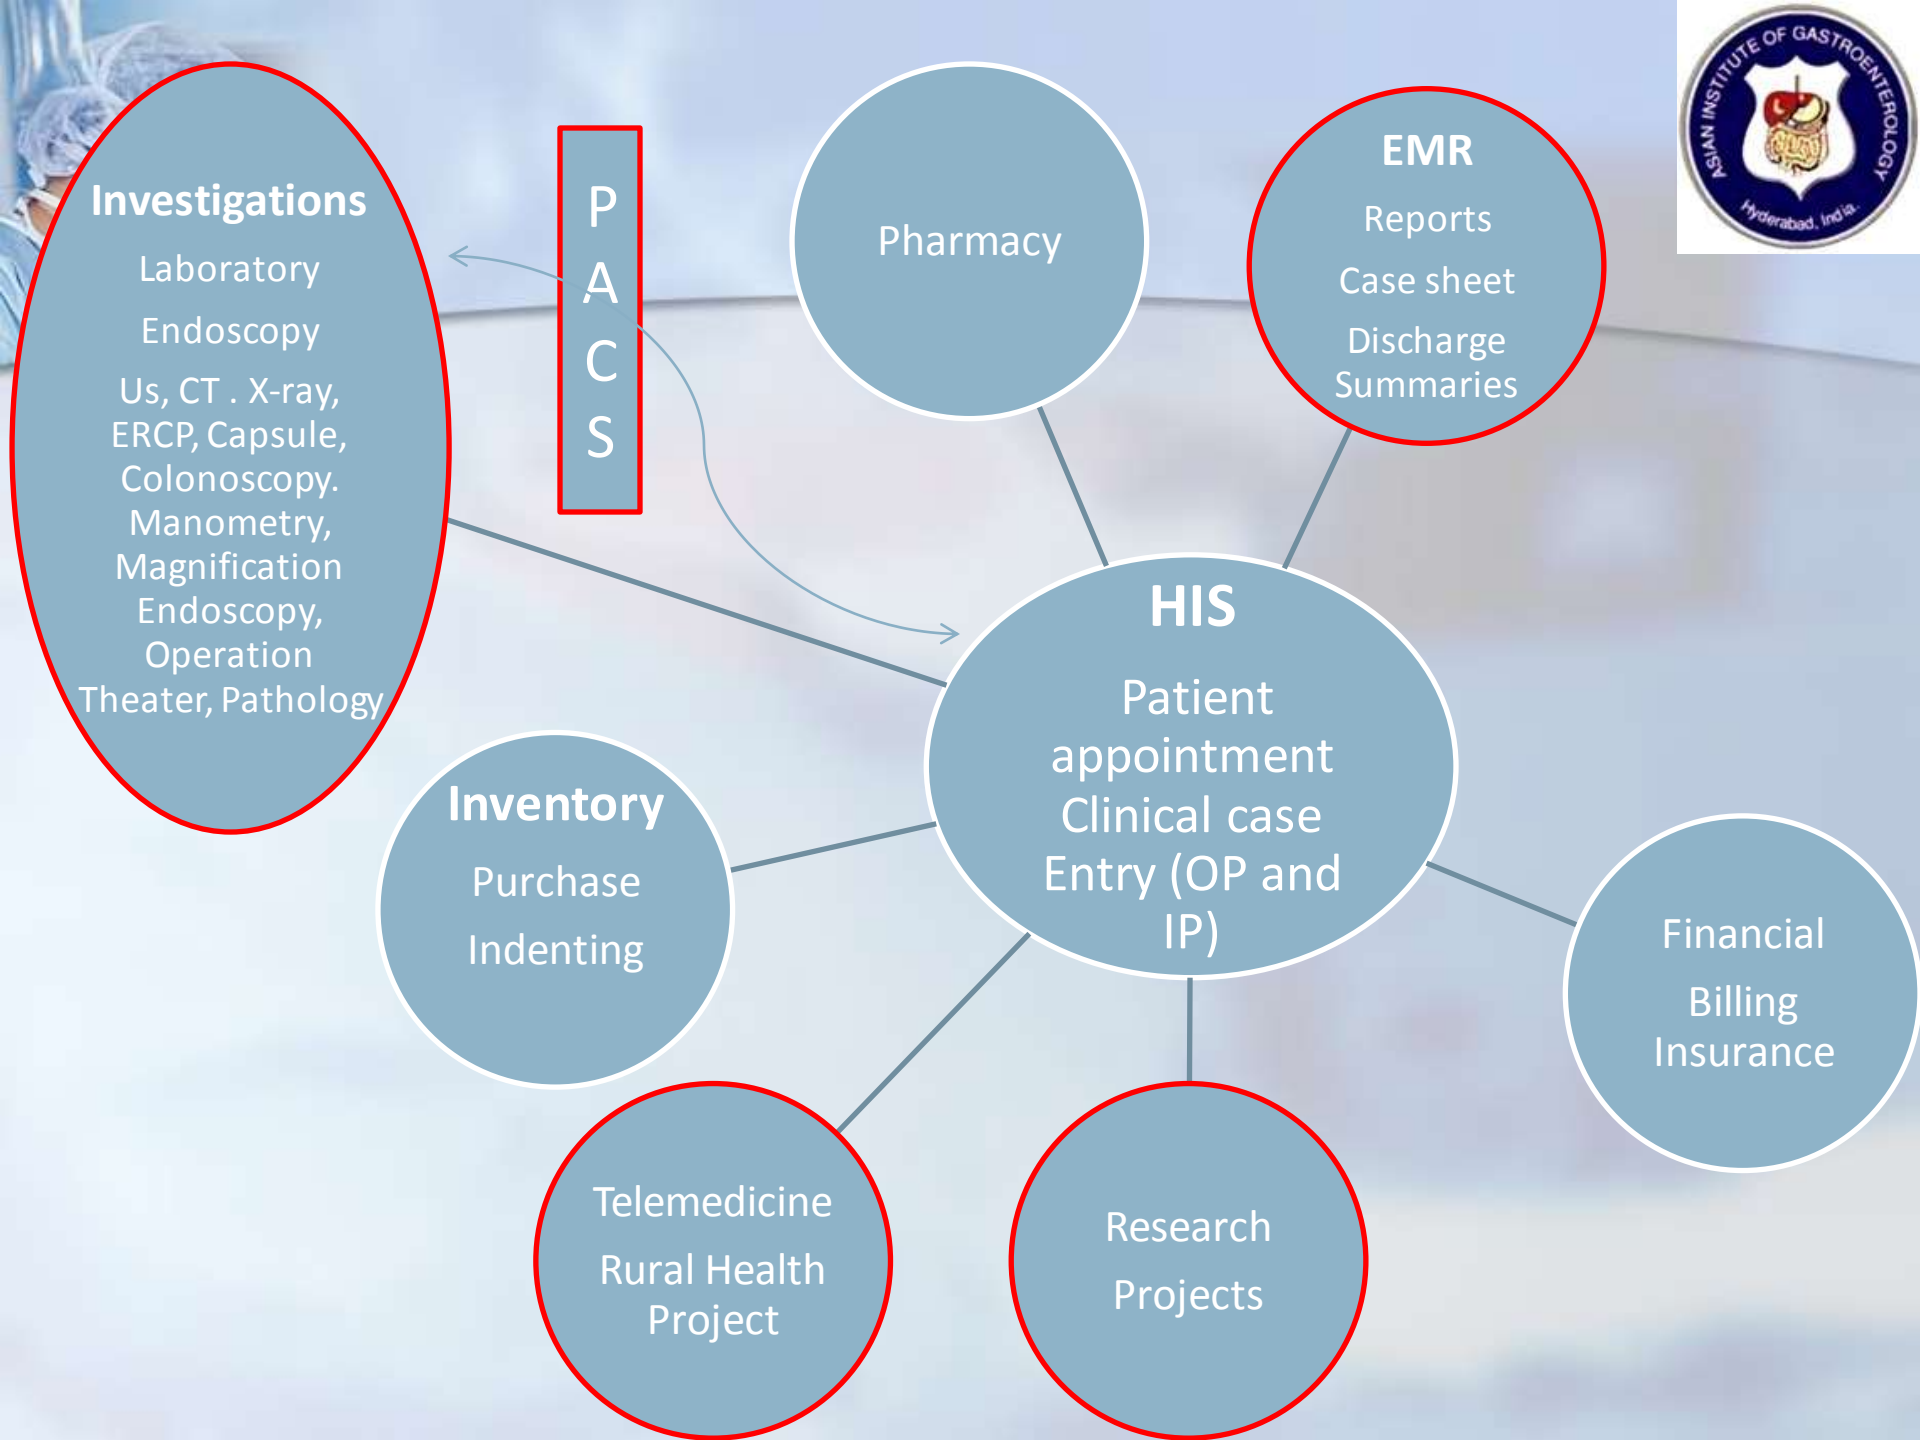 Investigations
Laboratory
Endoscopy
Us, CT . X-ray,
ERCP, Capsule,
Colonoscopy.
Manometry,
Magnification
Endoscopy,
Operation
Theater, Pathology
P
A
C
S
Pharmacy
EMR
Reports
Case sheet
Discharge
Summaries
ASIAN INSTITUTE OF GASTROENTEROLOGY
Hyderabad, India.
HIS
Patient
appointment
Clinical case
Entry (OP and
IP)
Inventory
Purchase
Indenting
Financial
Billing
Insurance
Telemedicine
Rural Health
Project
Research
Projects